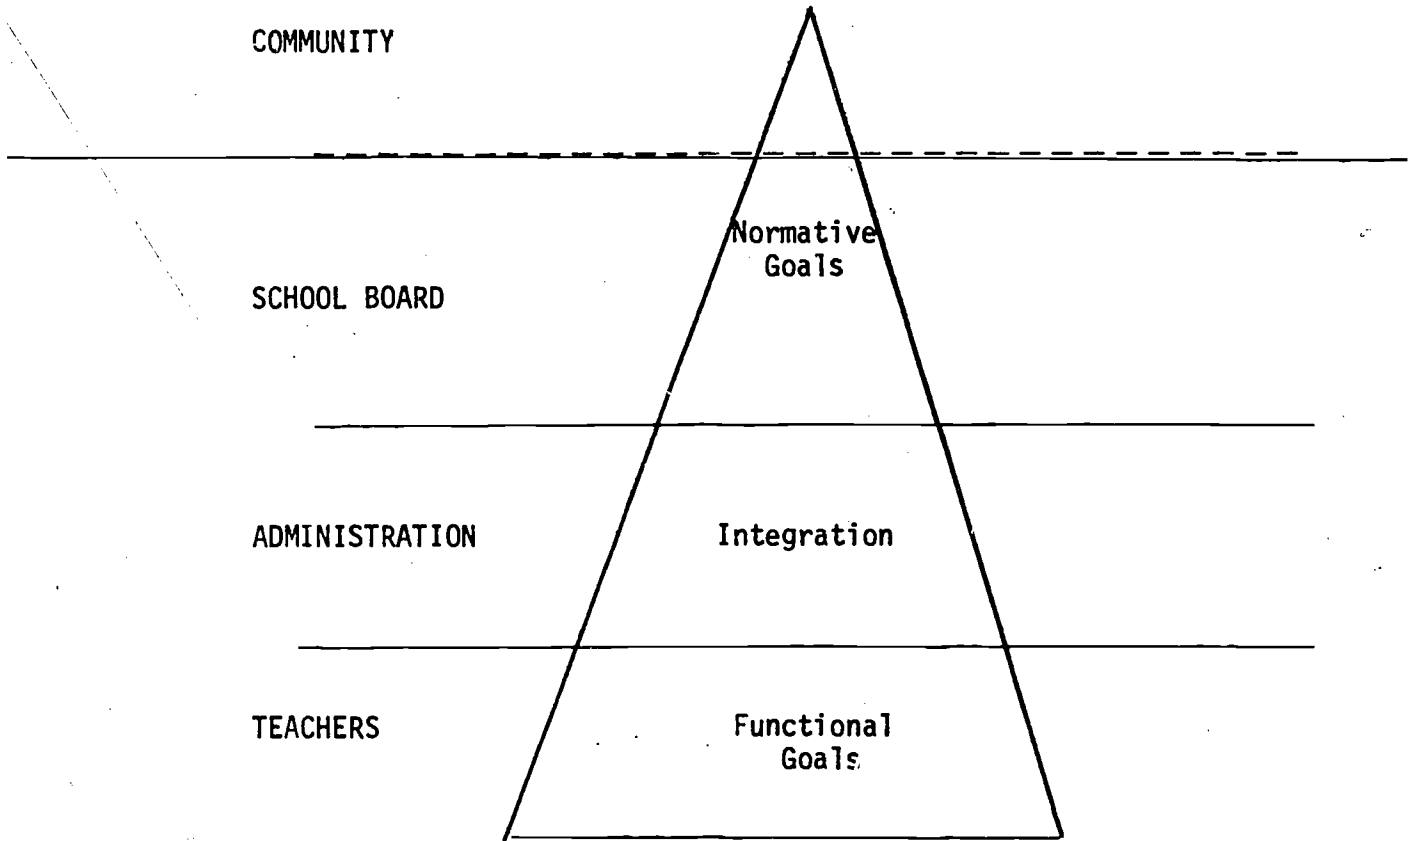 COMMUNITY
Normative
Goals
SCHOOL BOARD
ADMINISTRATION
Integration
TEACHERS
Functional
Goals